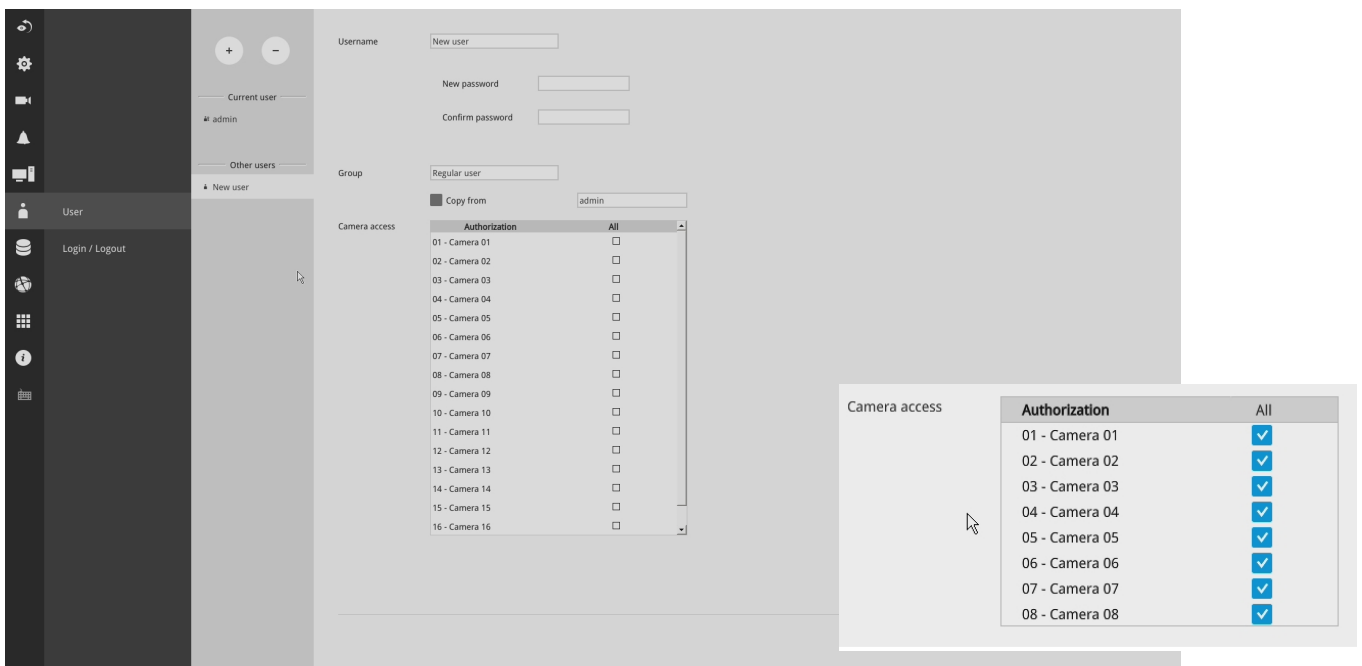 Username
New user
New password
Confirm password
Current user
admin
Other users
New user
Group
Regular user
Copy from
admin
User
Login / Logout
Camera access
Authorization All
01 - Camera 01
02 - Camera 02
03 - Camera 03
04 - Camera 04
05 - Camera 05
06 - Camera 06
07 - Camera 07
08 - Camera 08
09 - Camera 09
10 - Camera 10
11 - Camera 11
12 - Camera 12
13 - Camera 13
14 - Camera 14
15 - Camera 15
16 - Camera 16
Camera access
Authorization All
01 - Camera 01
02 - Camera 02
03 - Camera 03
04 - Camera 04
05 - Camera 05
06 - Camera 06
07 - Camera 07
08 - Camera 08